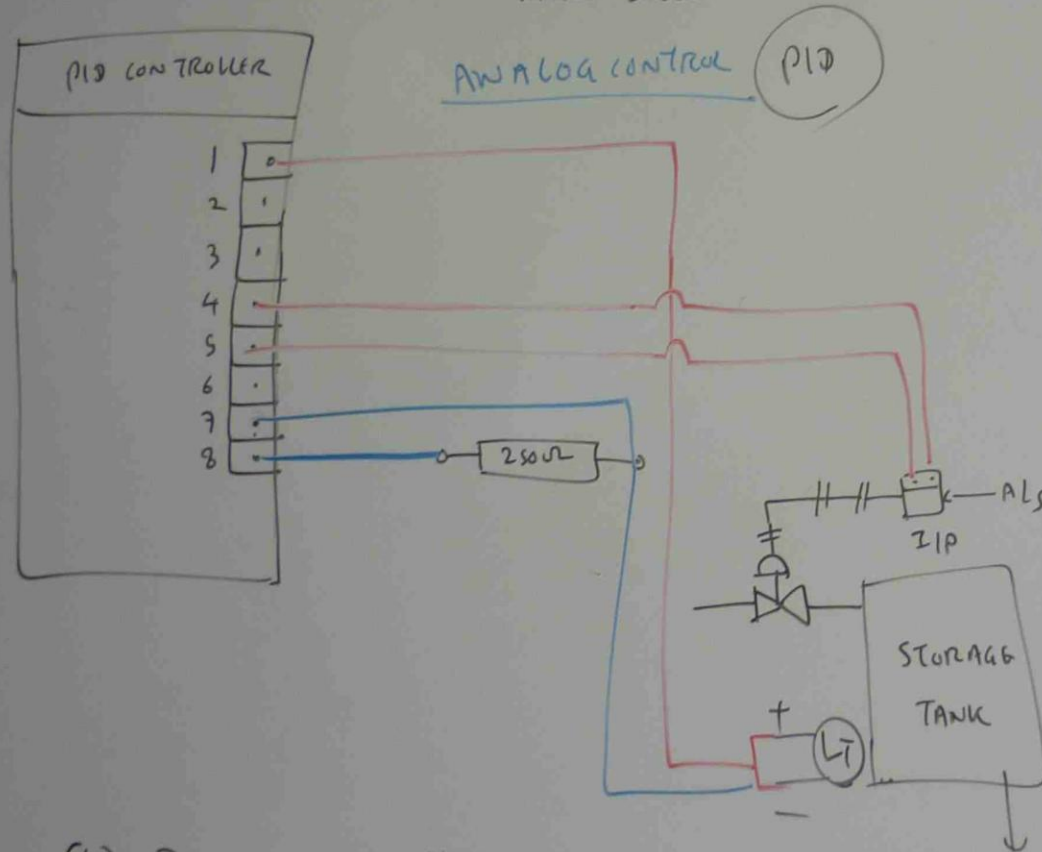 PID CONTROLLER
ANALOG CONTROL
PID
1
2
3
4
5
6
7
8
250Ω
I/P
STORAGE
TANK
+
LT
-